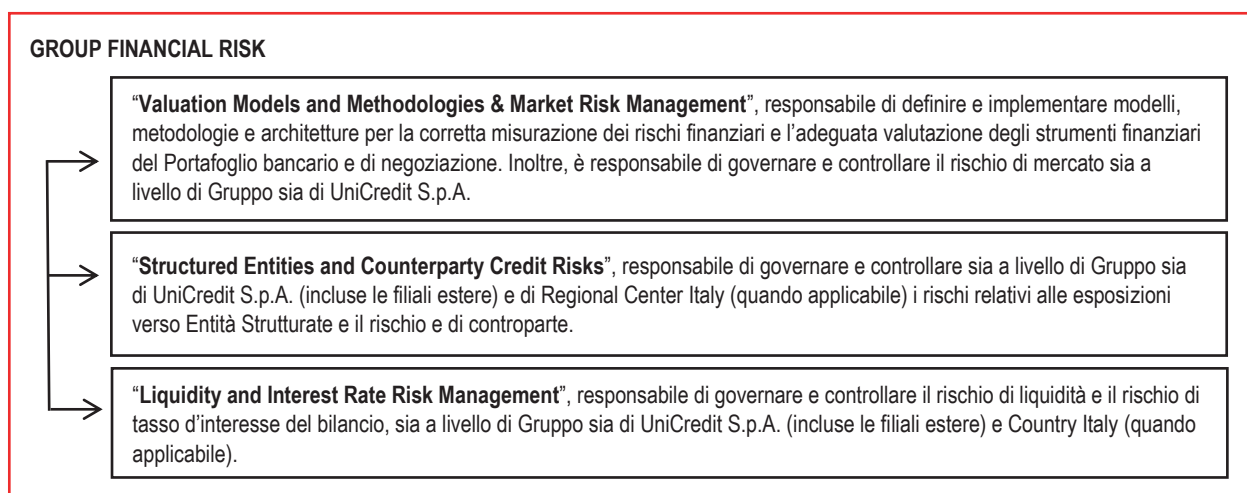 GROUP FINANCIAL RISK
“Valuation Models and Methodologies & Market Risk Management”, responsabile di definire e implementare modelli,
metodologie e architetture per la corretta misurazione dei rischi finanziari e l’adeguata valutazione degli strumenti finanziari
del Portafoglio bancario e di negoziazione. Inoltre, è responsabile di governare e controllare il rischio di mercato sia a
livello di Gruppo sia di UniCredit S.p.A.
“Structured Entities and Counterparty Credit Risks”, responsabile di governare e controllare sia a livello di Gruppo sia
di UniCredit S.p.A. (incluse le filiali estere) e di Regional Center Italy (quando applicabile) i rischi relativi alle esposizioni
verso Entità Strutturate e il rischio e di controparte.
“Liquidity and Interest Rate Risk Management”, responsabile di governare e controllare il rischio di liquidità e il rischio di
tasso d’interesse del bilancio, sia a livello di Gruppo sia di UniCredit S.p.A. (incluse le filiali estere) e Country Italy (quando
applicabile).